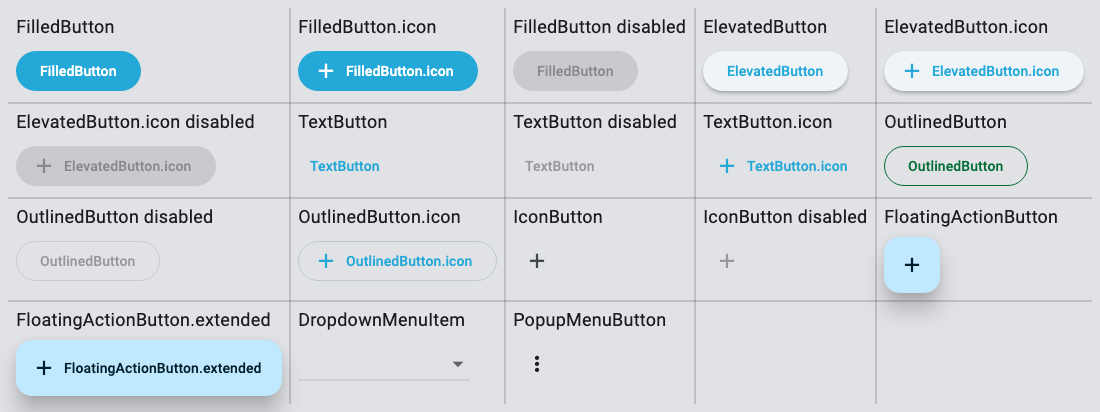 FilledButton
FilledButton.icon
FilledButton disabled
ElevatedButton
ElevatedButton.icon
FilledButton
FilledButton.icon
FilledButton
ElevatedButton
ElevatedButton.icon
ElevatedButton.icon disabled
TextButton
TextButton disabled
TextButton.icon
OutlinedButton
ElevatedButton.icon
TextButton
TextButton
TextButton.icon
OutlinedButton
OutlinedButton disabled
OutlinedButton.icon
IconButton
IconButton disabled
FloatingActionButton
OutlinedButton
OutlinedButton.icon
FloatingActionButton.extended
DropdownMenuItem
PopupMenuButton
FloatingActionButton.extended